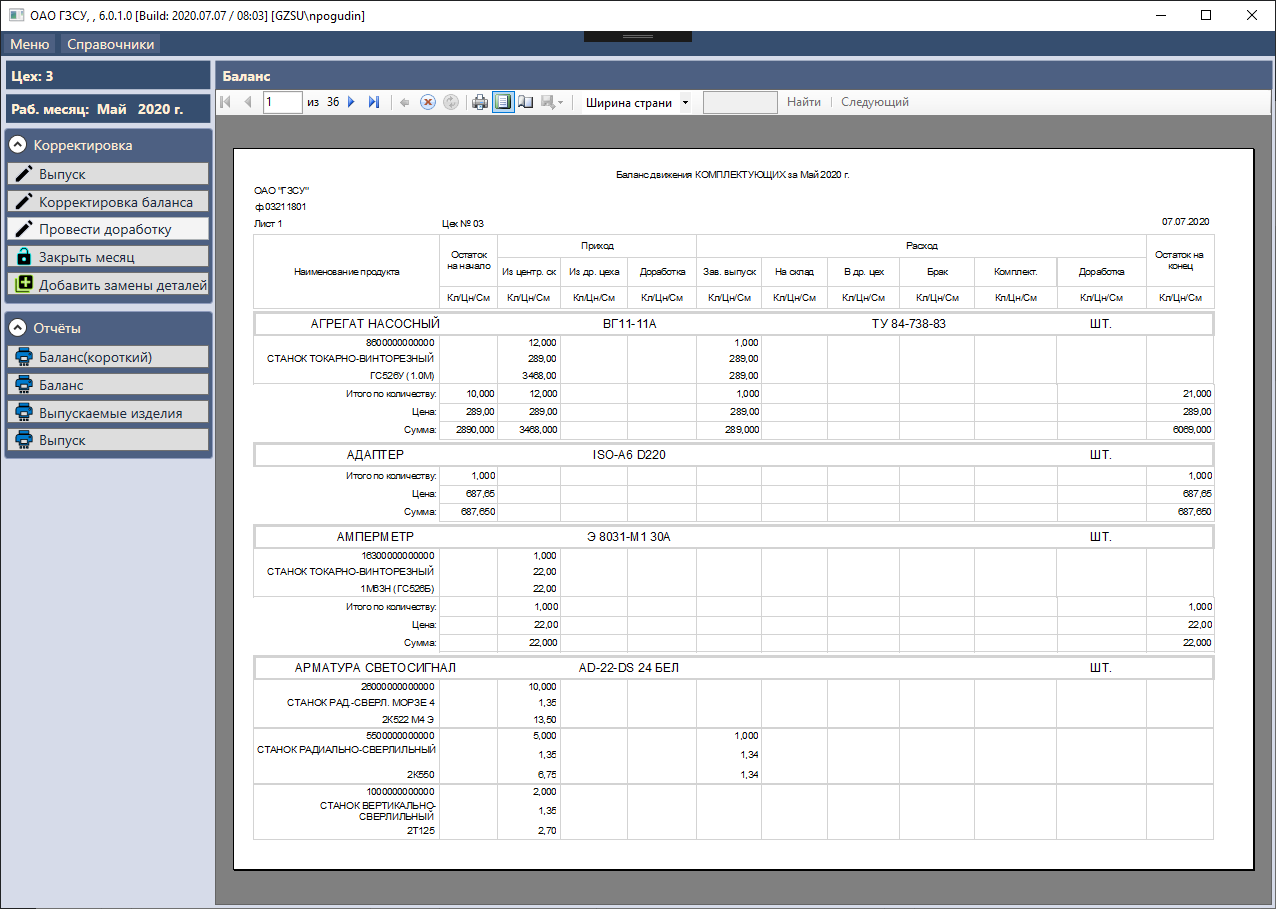 ОАО ГЗСУ, , 6.0.1.0 [Build: 2020.07.07 / 08:03] [GZSU\npogudin]
Меню Справочники
Цех: 3
Раб. месяц: Май 2020 г.
Корректировка
Выпуск
Корректировка баланса
Провести доработку
Закрыть месяц
Добавить замены деталей
Отчёты
Баланс(короткий)
Баланс
Выпускаемые изделия
Выпуск
Баланс
1 из 36 Ширина страни Найти | Следующий
Баланс движения КОМПЛЕКТУЮЩИХ за Май 2020 г.
ОАО "ГЗСУ"
ф.03211801
Лист 1 Цех № 03 07.07.2020
Наименование продукта Остаток на начало Приход Расход Остаток на конец
Из центр. ск Из др. цеха Доработка Зав. выпуск На склад В др. цех Брак Комплект. Доработка
Кл/Цн/См Кл/Цн/См Кл/Цн/См Кл/Цн/См Кл/Цн/См Кл/Цн/См Кл/Цн/См Кл/Цн/См Кл/Цн/См Кл/Цн/См Кл/Цн/См
АГРЕГАТ НАСОСНЫЙ ВГ11-11А ТУ 84-738-83 ШТ.
8600000000000 12,000 1,000
СТАНОК ТОКАРНО-ВИНТОРЕЗНЫЙ 289,00 289,00
ГС526У (1.0М) 3468,00 289,00
Итого по количеству: 10,000 12,000 1,000 21,000
Цена: 289,00 289,00 289,00 289,00
Сумма: 2890,000 3468,000 289,000 6069,000
АДАПТЕР ISO-A6 D220 ШТ.
Итого по количеству: 1,000 1,000
Цена: 687,65 687,65
Сумма: 687,650 687,650
АМПЕРМЕТР Э 8031-М1 30А ШТ.
16300000000000 1,000
СТАНОК ТОКАРНО-ВИНТОРЕЗНЫЙ 22,00
1М63Н (ГС526Б) 22,00
Итого по количеству: 1,000 1,000
Цена: 22,00 22,00
Сумма: 22,000 22,000
АРМАТУРА СВЕТОСИГНАЛ AD-22-DS 24 БЕЛ ШТ.
26000000000000 10,000
СТАНОК РАД.-СВЕРЛ. МОРЗЕ 4 1,35
2К522 М4 Э 13,50
5500000000000 5,000 1,000
СТАНОК РАДИАЛЬНО-СВЕРЛИЛЬНЫЙ 1,35 1,34
2К550 6,75 1,34
1000000000000 2,000
СТАНОК ВЕРТИКАЛЬНО-
СВЕРЛИЛЬНЫЙ 1,35
2Т125 2,70